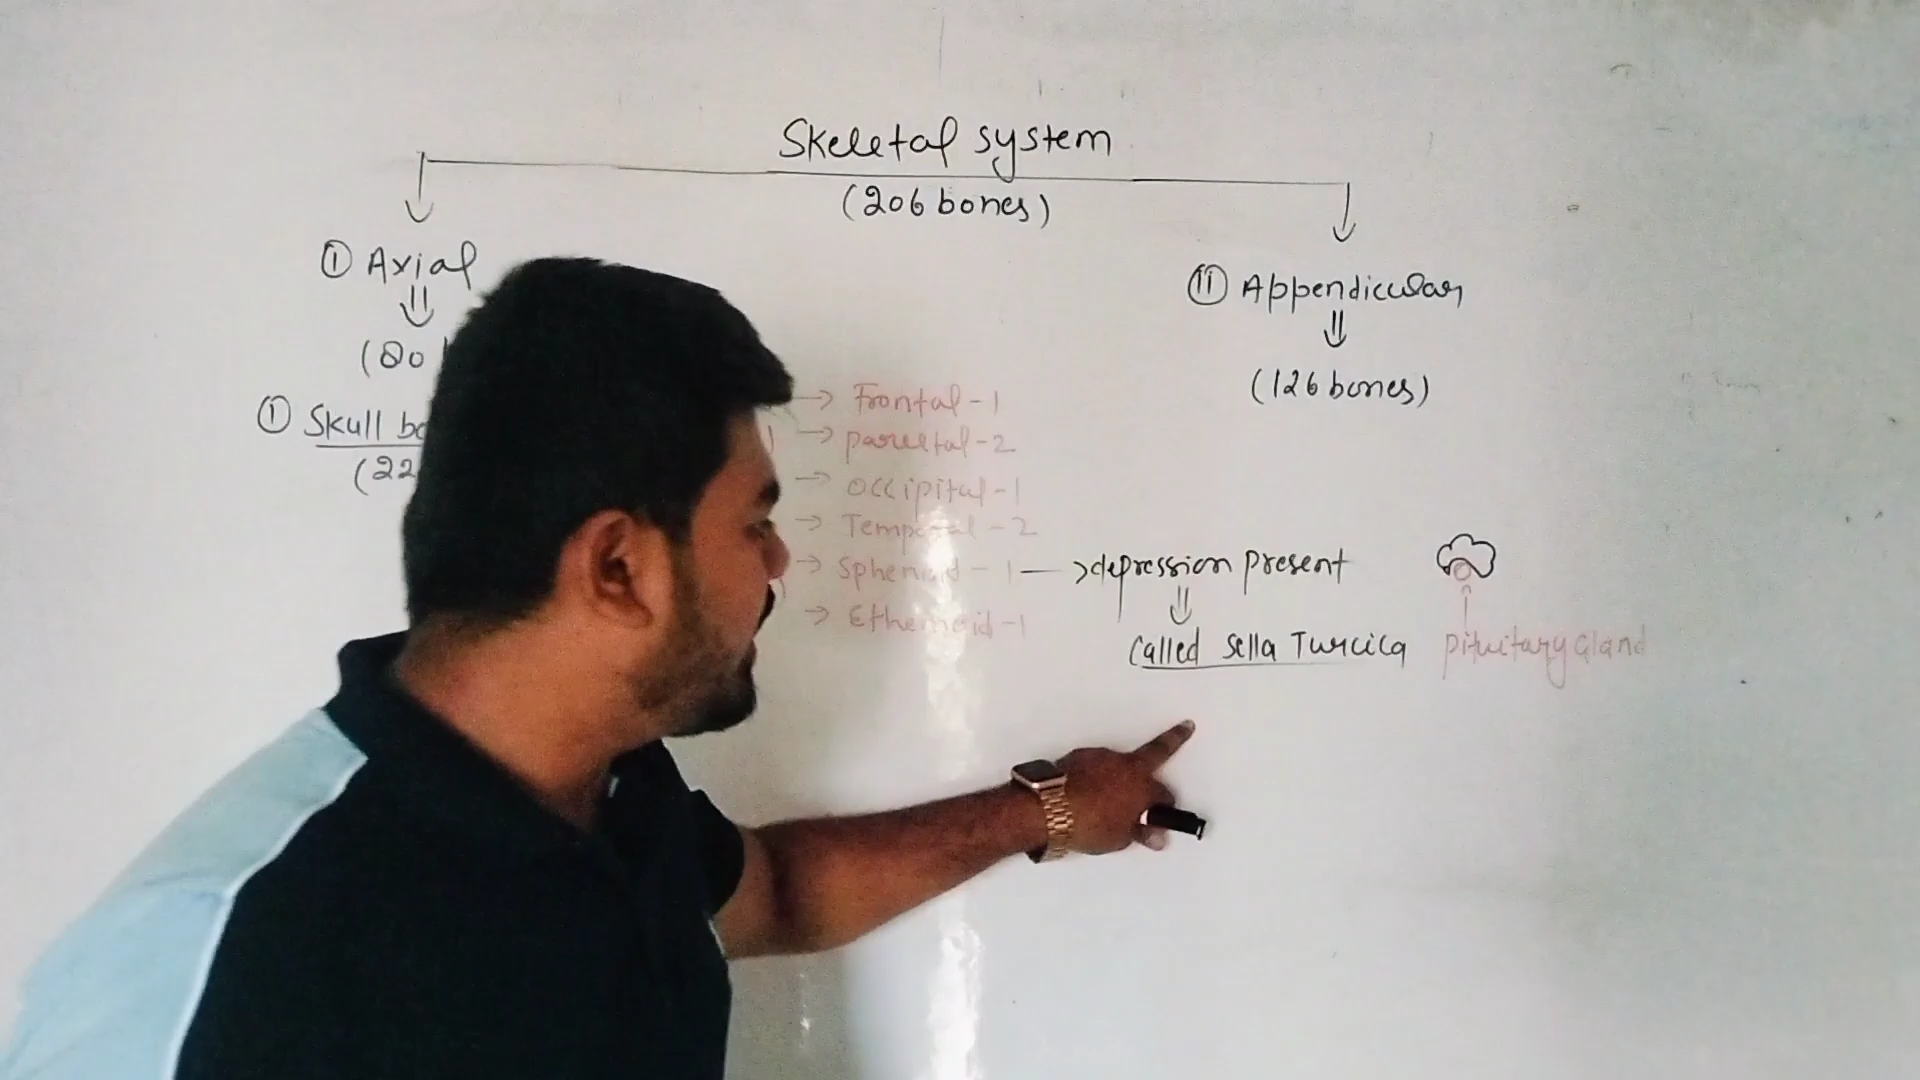 Skeletal system
(206 bones)
① Axial
(80
① Skull bo
(22
ⓘⓘ Appendicular
(126 bones)
→ Frontal - 1
→ parietal - 2
→ occipital - 1
→ Temporal - 2
→ Sphenoid - 1 → depression present
→ Ethemoid - 1
called Sella Turcica
pituitary gland